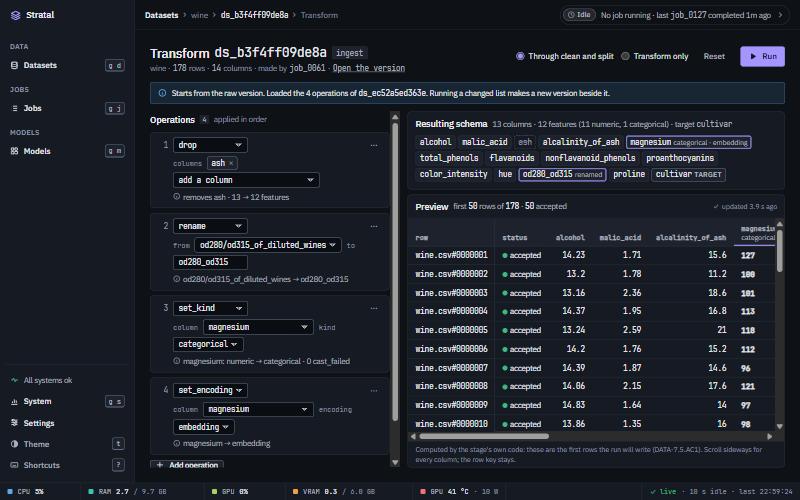 Stratal
Datasets › wine › ds_b3f4ff09de8a › Transform
Idle No job running · last job_0127 completed 1m ago ›
DATA
Datasets g d
JOBS
Jobs g j
MODELS
Models g m
All systems ok
System g s
Settings
Theme t
Shortcuts ?
Transform ds_b3f4ff09de8a ingest
wine · 178 rows · 14 columns · made by job_0061 · Open the version
Through clean and split Transform only Reset Run
Starts from the raw version. Loaded the 4 operations of ds_ec52a5ed363e. Running a changed list makes a new version beside it.
Operations 4 applied in order
1 drop ...
columns ash ×
add a column
removes ash · 13 → 12 features
2 rename ...
from od280/od315_of_diluted_wines to
od280_od315
od280/od315_of_diluted_wines → od280_od315
3 set_kind ...
column magnesium kind
categorical
magnesium: numeric → categorical · 0 cast_failed
4 set_encoding ...
column magnesium encoding
embedding
magnesium → embedding
+ Add operation
Resulting schema 13 columns · 12 features (11 numeric, 1 categorical) · target cultivar
alcohol malic_acid ash alcalinity_of_ash magnesium categorical · embedding
total_phenols flavanoids nonflavanoid_phenols proanthocyanins
color_intensity hue od280_od315 renamed proline cultivar TARGET
Preview first 50 rows of 178 · 50 accepted
✓ updated 3.9 s ago
row status alcohol malic_acid alcalinity_of_ash magnesium categorical
wine.csv#0000001 accepted 14.23 1.71 15.6 127
wine.csv#0000002 accepted 13.2 1.78 11.2 100
wine.csv#0000003 accepted 13.16 2.36 18.6 101
wine.csv#0000004 accepted 14.37 1.95 16.8 113
wine.csv#0000005 accepted 13.24 2.59 21 118
wine.csv#0000006 accepted 14.2 1.76 15.2 112
wine.csv#0000007 accepted 14.39 1.87 14.6 96
wine.csv#0000008 accepted 14.06 2.15 17.6 121
wine.csv#0000009 accepted 14.83 1.64 14 97
wine.csv#0000010 accepted 13.86 1.35 16 98
Computed by the stage's own code: these are the first rows the run will write (DATA-7.5.AC1). Scroll sideways for
every column; the row key stays.
CPU 5% RAM 2.7 / 9.7 GB GPU 0% VRAM 0.3 / 6.0 GB GPU 41 °C · 10 W ✓ live · 10 s idle · last 22:59:24